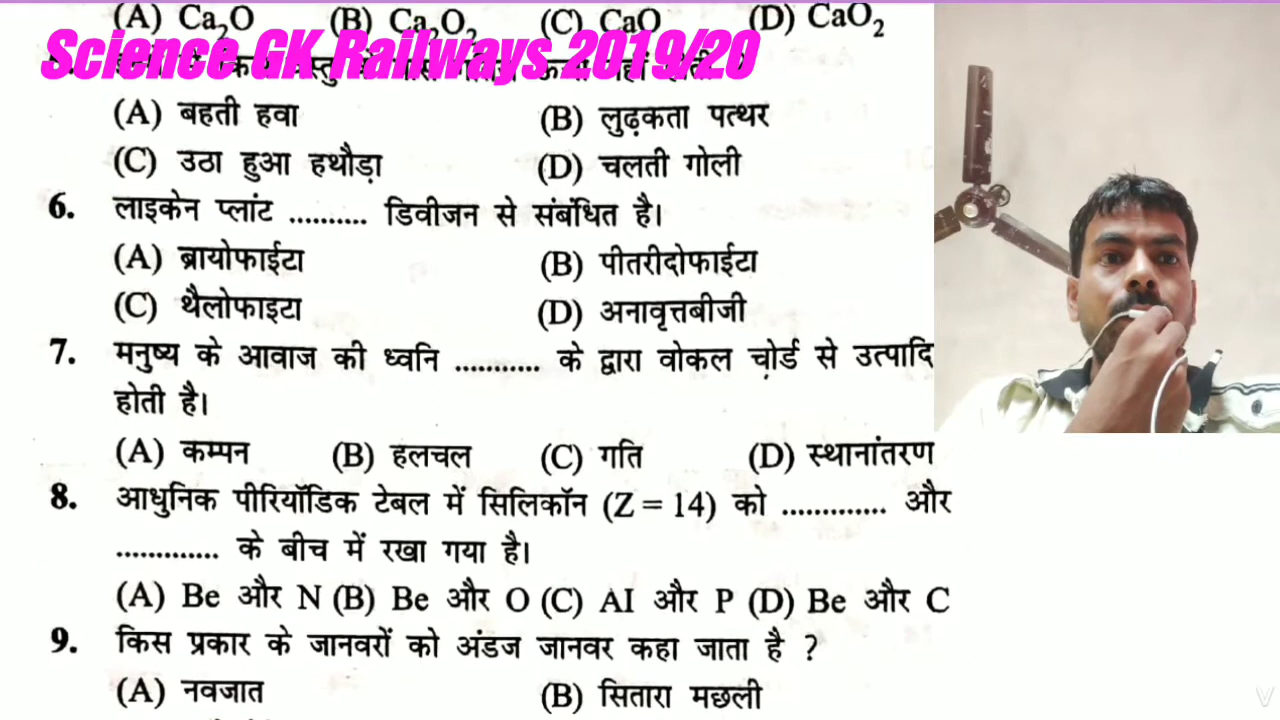 (A) Ca₂O (B) Ca₂O₂ (C) CaO (D) CaO₂
Science GK Railways 2019/20
(A) बहती हवा (B) लुढ़कता पत्थर
(C) उठा हुआ हथौड़ा (D) चलती गोली
6. लाइकेन प्लांट .......... डिवीजन से संबंधित है।
(A) ब्रायोफाईटा (B) पीतरीदोफाईटा
(C) थैलोफाइटा (D) अनावृत्तबीजी
7. मनुष्य के आवाज की ध्वनि ........... के द्वारा वोकल चो़र्ड से उत्पादि
होती है।
(A) कम्पन (B) हलचल (C) गति (D) स्थानांतरण
8. आधुनिक पीरियॉडिक टेबल में सिलिकॉन (Z = 14) को ............. और
............. के बीच में रखा गया है।
(A) Be और N (B) Be और O (C) AI और P (D) Be और C
9. किस प्रकार के जानवरों को अंडज जानवर कहा जाता है ?
(A) नवजात (B) सितारा मछली